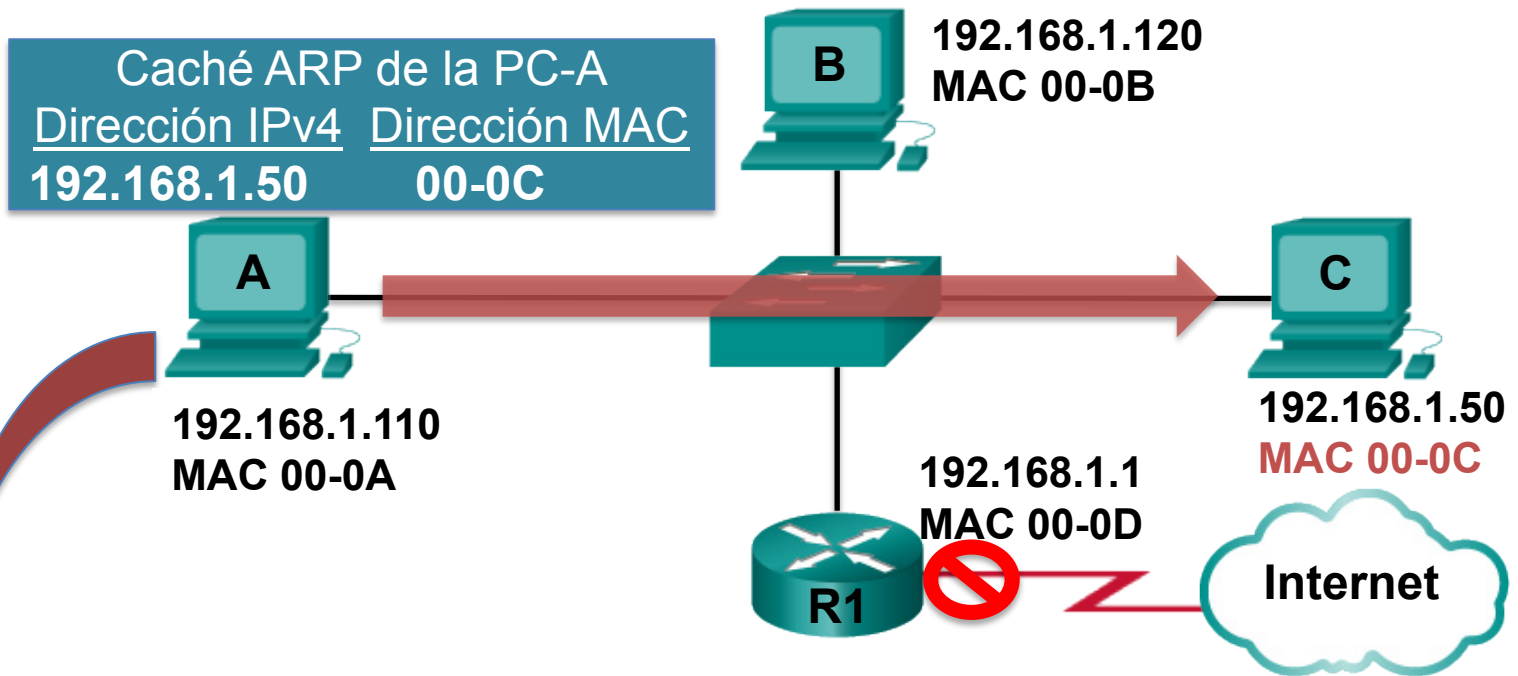 Caché ARP de la PC-A
Dirección IPv4 Dirección MAC
192.168.1.50 00-0C
B
192.168.1.120
MAC 00-0B
A
192.168.1.110
MAC 00-0A
C
192.168.1.50
MAC 00-0C
192.168.1.1
MAC 00-0D
R1
Internet